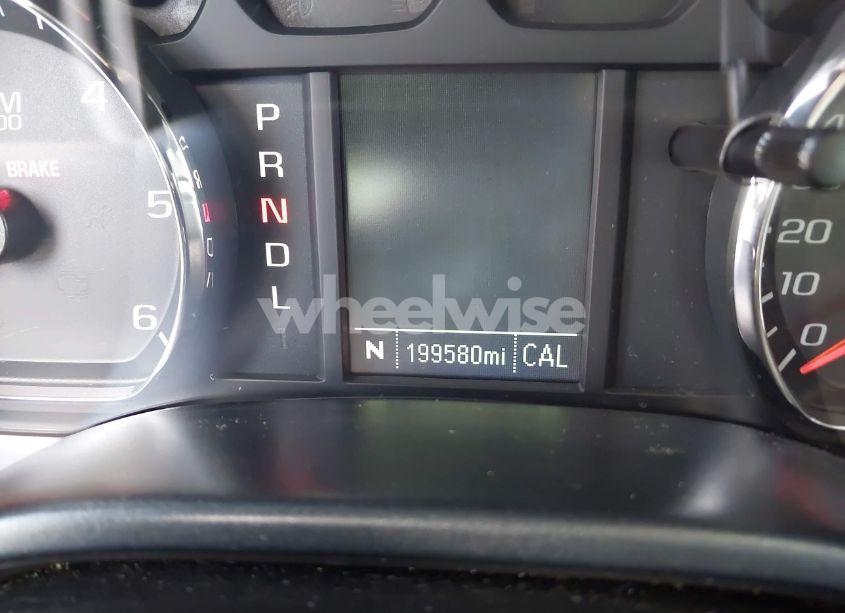 4
M
00
BRAKE
5
6
P
R
N
D
L
wheelwise
N 199580mi CAL
20
10
0